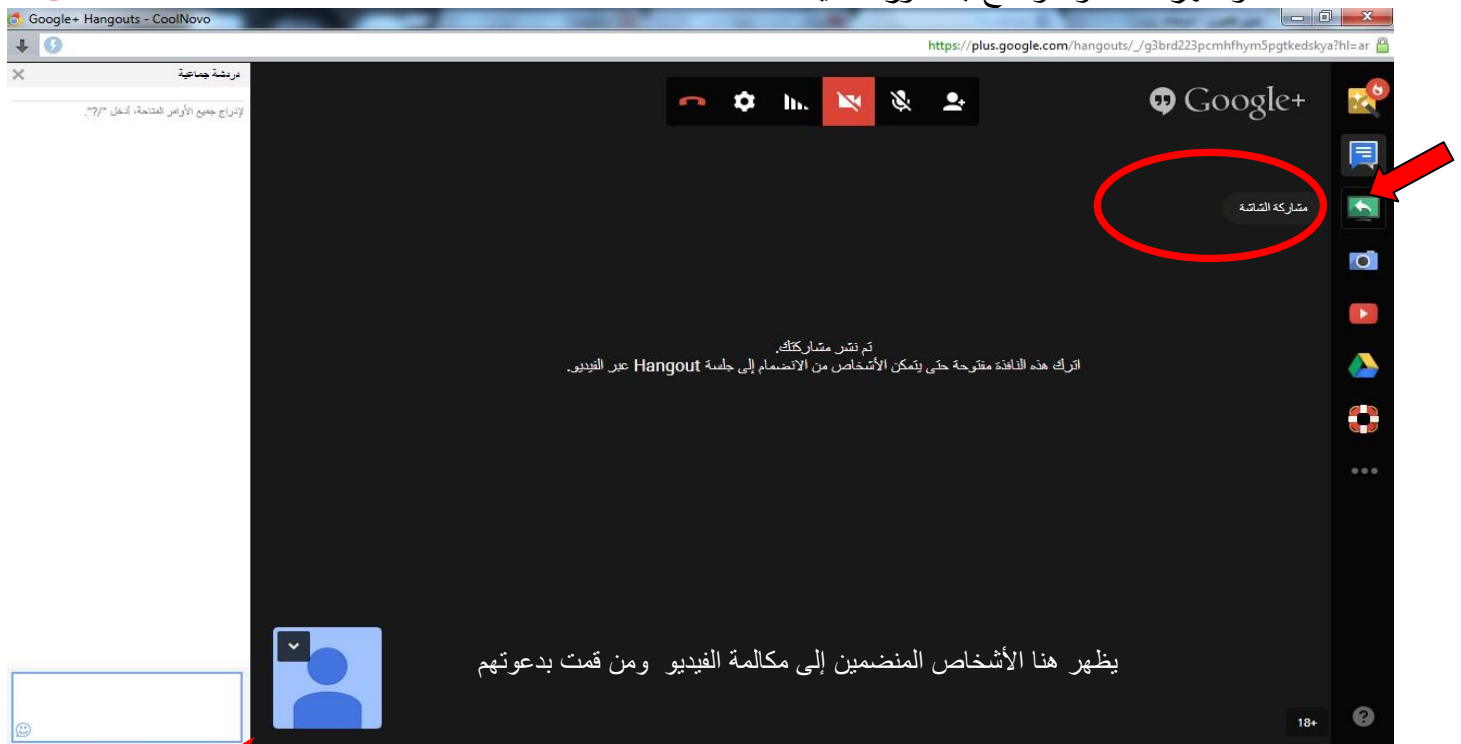 Google+ Hangouts - CoolNovo
https://plus.google.com/hangouts/_/g3brd223pcmhfhym5pgtkedskya?hl=ar
دردشة جماعية
لإدراج جميع الأوامر المتاحة، أدخل "/?".
Google+
مشاركة الشاشة
تم نشر مشاركتك.
اترك هذه النافذة مفتوحة حتى يتمكن الأشخاص من الانضمام إلى جلسة Hangout عبر الفيديو.
يظهر هنا الأشخاص المنضمين إلى مكالمة الفيديو ومن قمت بدعوتهم
18+